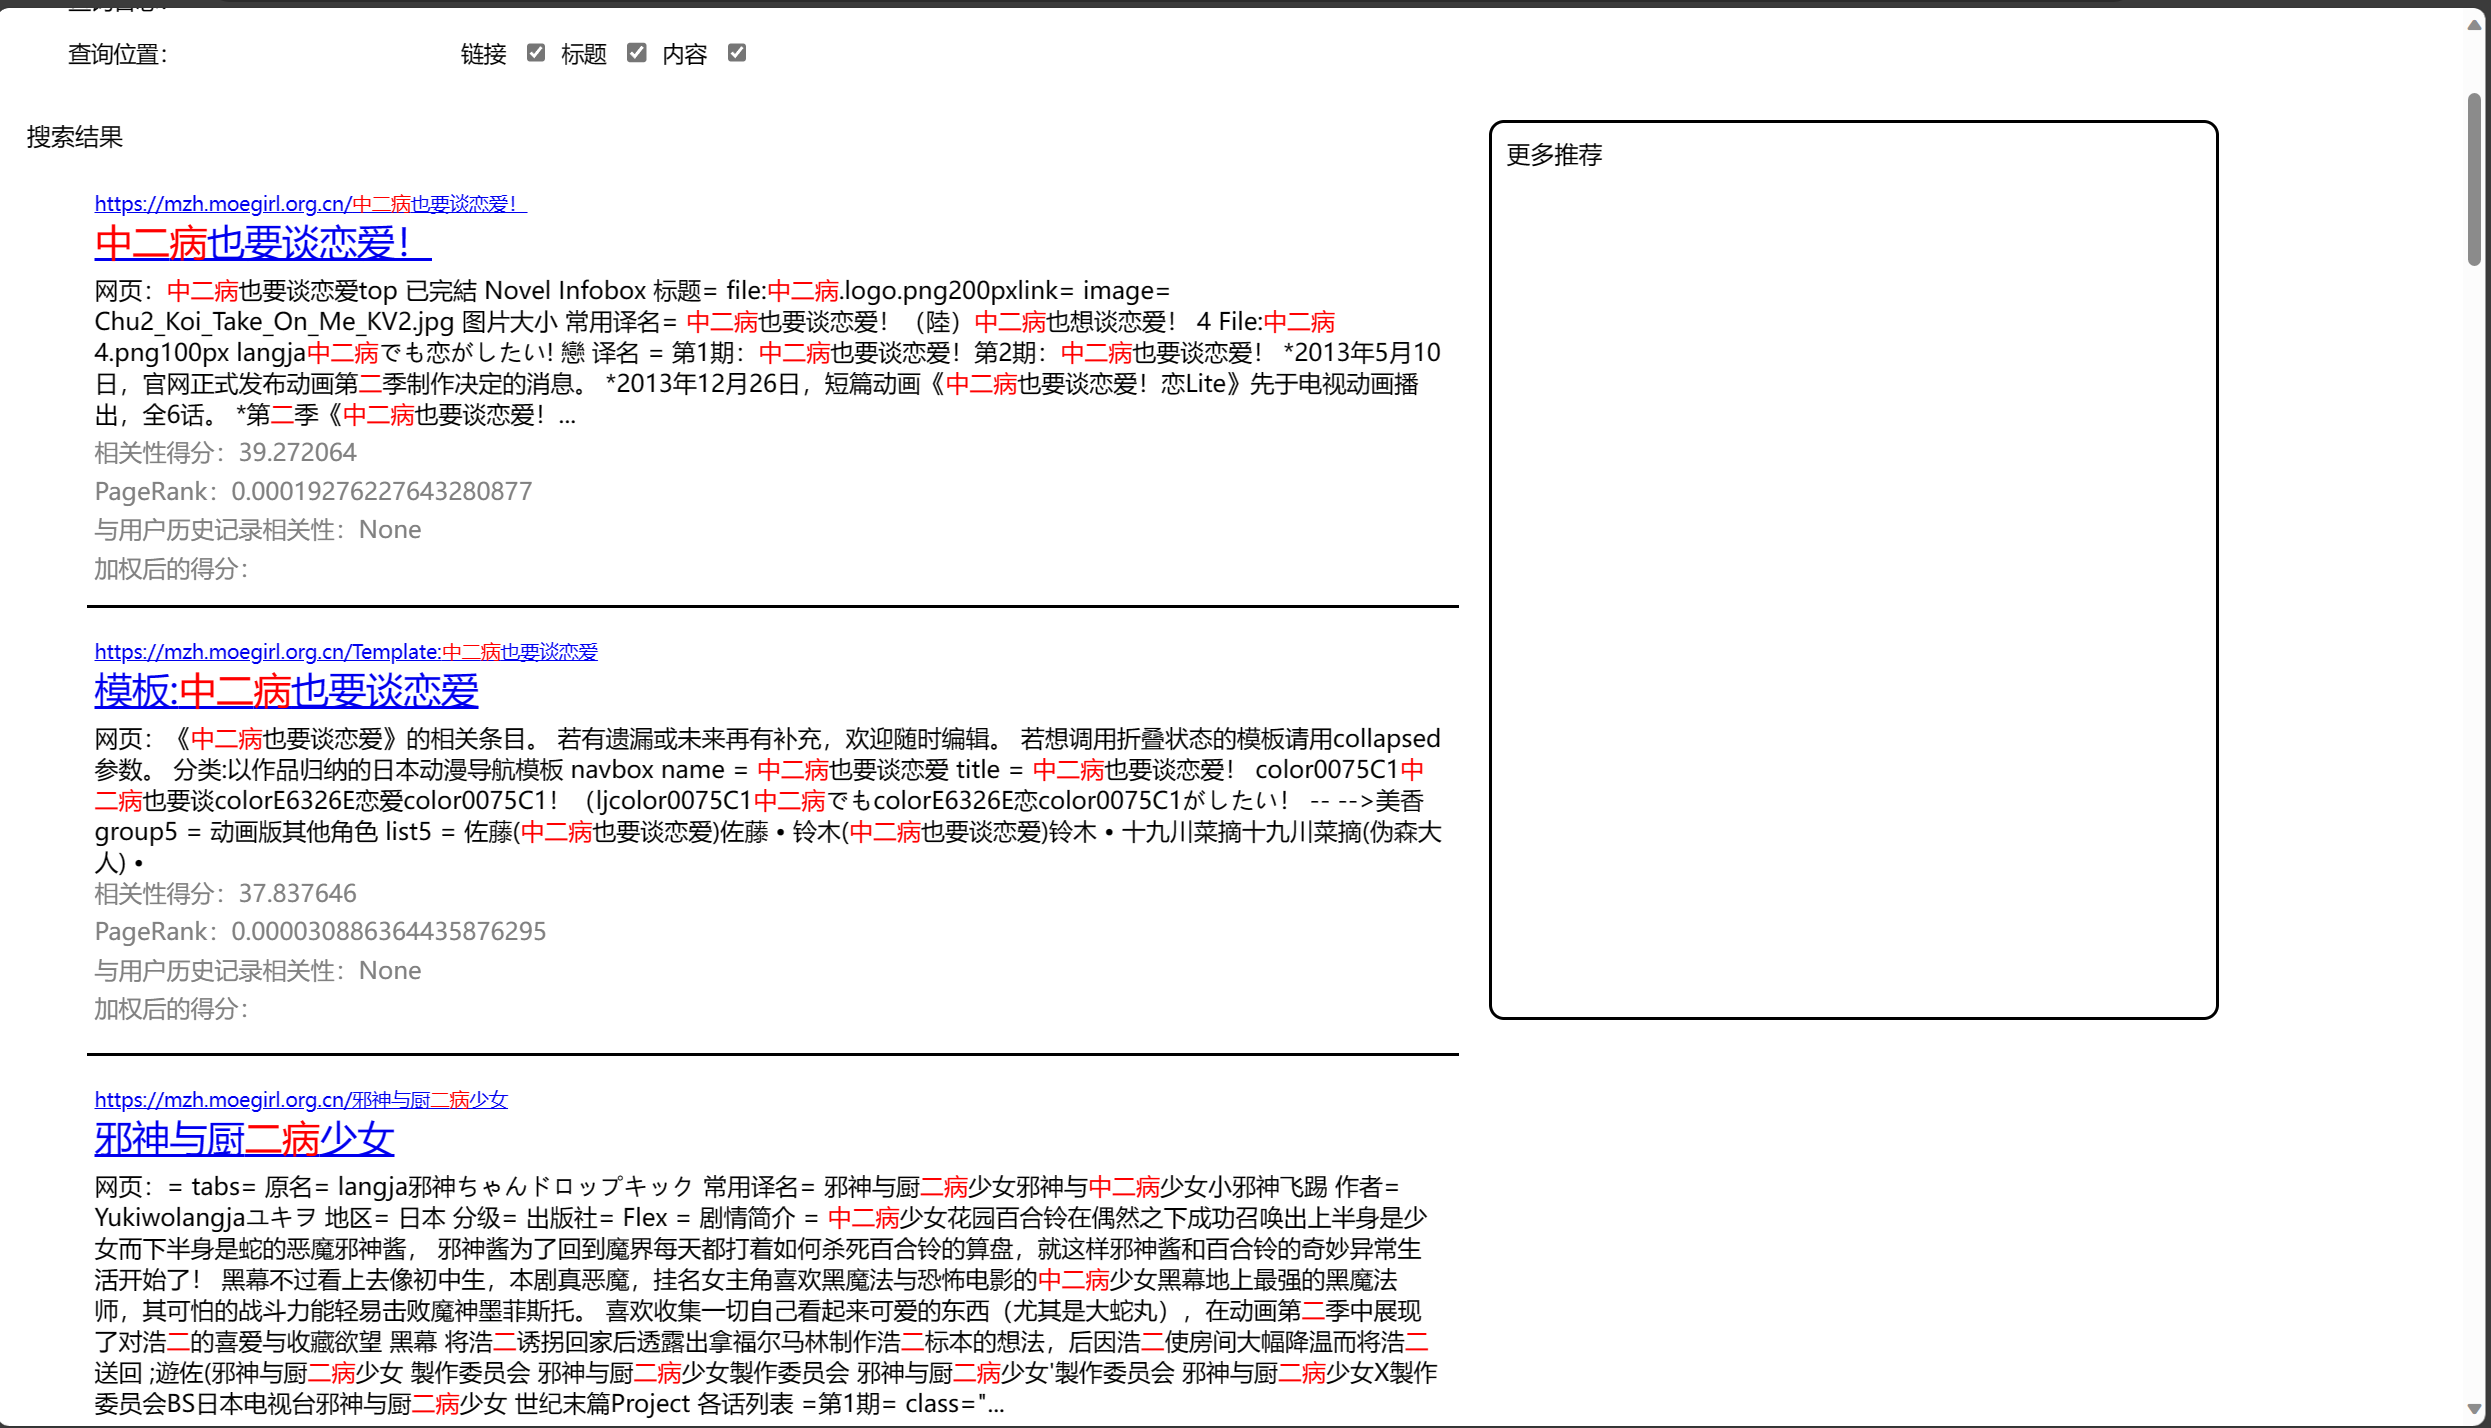 查询位置：
链接 标题 内容
搜索结果
https://mzh.moegirl.org.cn/中二病也要谈恋爱！
中二病也要谈恋爱！
网页：中二病也要谈恋爱top 已完結 Novel Infobox 标题= file:中二病.logo.png200pxlink= image=
Chu2_Koi_Take_On_Me_KV2.jpg 图片大小 常用译名= 中二病也要谈恋爱！（陸）中二病也想谈恋爱！ 4 File:中二病
4.png100px langja中二病でも恋がしたい! 戀 译名 = 第1期：中二病也要谈恋爱！第2期：中二病也要谈恋爱！ *2013年5月10
日，官网正式发布动画第二季制作决定的消息。 *2013年12月26日，短篇动画《中二病也要谈恋爱！恋Lite》先于电视动画播
出，全6话。 *第二季《中二病也要谈恋爱！...
相关性得分：39.272064
PageRank：0.00019276227643280877
与用户历史记录相关性：None
加权后的得分：
https://mzh.moegirl.org.cn/Template:中二病也要谈恋爱
模板:中二病也要谈恋爱
网页：《中二病也要谈恋爱》的相关条目。 若有遗漏或未来再有补充，欢迎随时编辑。 若想调用折叠状态的模板请用collapsed
参数。 分类:以作品归纳的日本动漫导航模板 navbox name = 中二病也要谈恋爱 title = 中二病也要谈恋爱！ color0075C1中
二病也要谈colorE6326E恋爱color0075C1！（ljcolor0075C1中二病でもcolorE6326E恋color0075C1がしたい！ -- -->美香
group5 = 动画版其他角色 list5 = 佐藤(中二病也要谈恋爱)佐藤 • 铃木(中二病也要谈恋爱)铃木 • 十九川菜摘十九川菜摘(伪森大
人) •
相关性得分：37.837646
PageRank：0.000030886364435876295
与用户历史记录相关性：None
加权后的得分：
https://mzh.moegirl.org.cn/邪神与厨二病少女
邪神与厨二病少女
网页：= tabs= 原名= langja邪神ちゃんドロップキック 常用译名= 邪神与厨二病少女邪神与中二病少女小邪神飞踢 作者=
Yukiwolangjaユキヲ 地区= 日本 分级= 出版社= Flex = 剧情简介 = 中二病少女花园百合铃在偶然之下成功召唤出上半身是少
女而下半身是蛇的恶魔邪神酱， 邪神酱为了回到魔界每天都打着如何杀死百合铃的算盘，就这样邪神酱和百合铃的奇妙异常生
活开始了！ 黑幕不过看上去像初中生，本剧真恶魔，挂名女主角喜欢黑魔法与恐怖电影的中二病少女黑幕地上最强的黑魔法
师，其可怕的战斗力能轻易击败魔神墨菲斯托。 喜欢收集一切自己看起来可爱的东西（尤其是大蛇丸），在动画第二季中展现
了对浩二的喜爱与收藏欲望 黑幕 将浩二诱拐回家后透露出拿福尔马林制作浩二标本的想法，后因浩二使房间大幅降温而将浩二
送回 ;遊佐(邪神与厨二病少女 製作委员会 邪神与厨二病少女製作委员会 邪神与厨二病少女'製作委员会 邪神与厨二病少女X製作
委员会BS日本电视台邪神与厨二病少女 世纪末篇Project 各话列表 =第1期= class="...
更多推荐